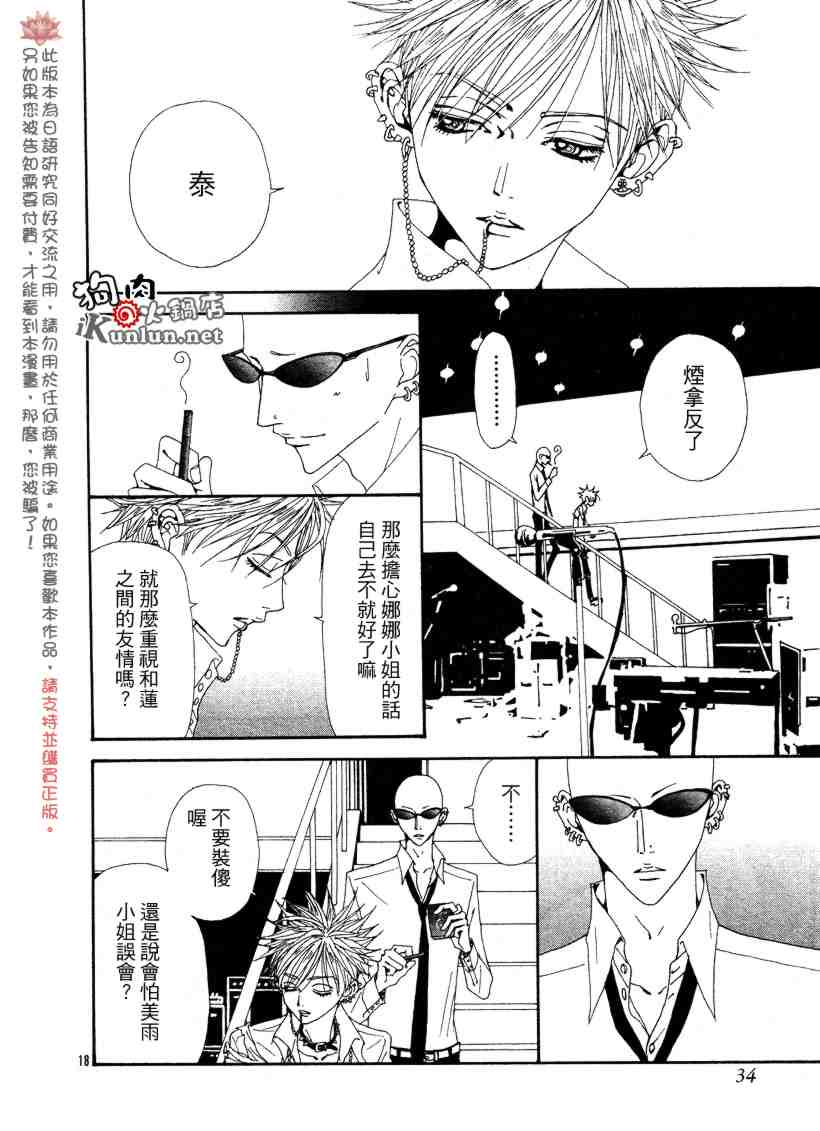 泰
煙拿反了
⋯⋯⋯
那麼擔心娜娜小姐的話
自己去不就好了嘛
就那麼重視和蓮
之間的友情嗎？
不⋯⋯
不要裝傻
喔
還是說會怕美雨
小姐誤會？
此版本為日語研究同好交流之用，請勿用於任何商業用途。如果您喜歡本作品，請支持並購買正版。
另如果您被告知需要付費，才能看到本漫畫，那麼，您被騙了！
狗肉火鍋店
iKunlun.net
18
34